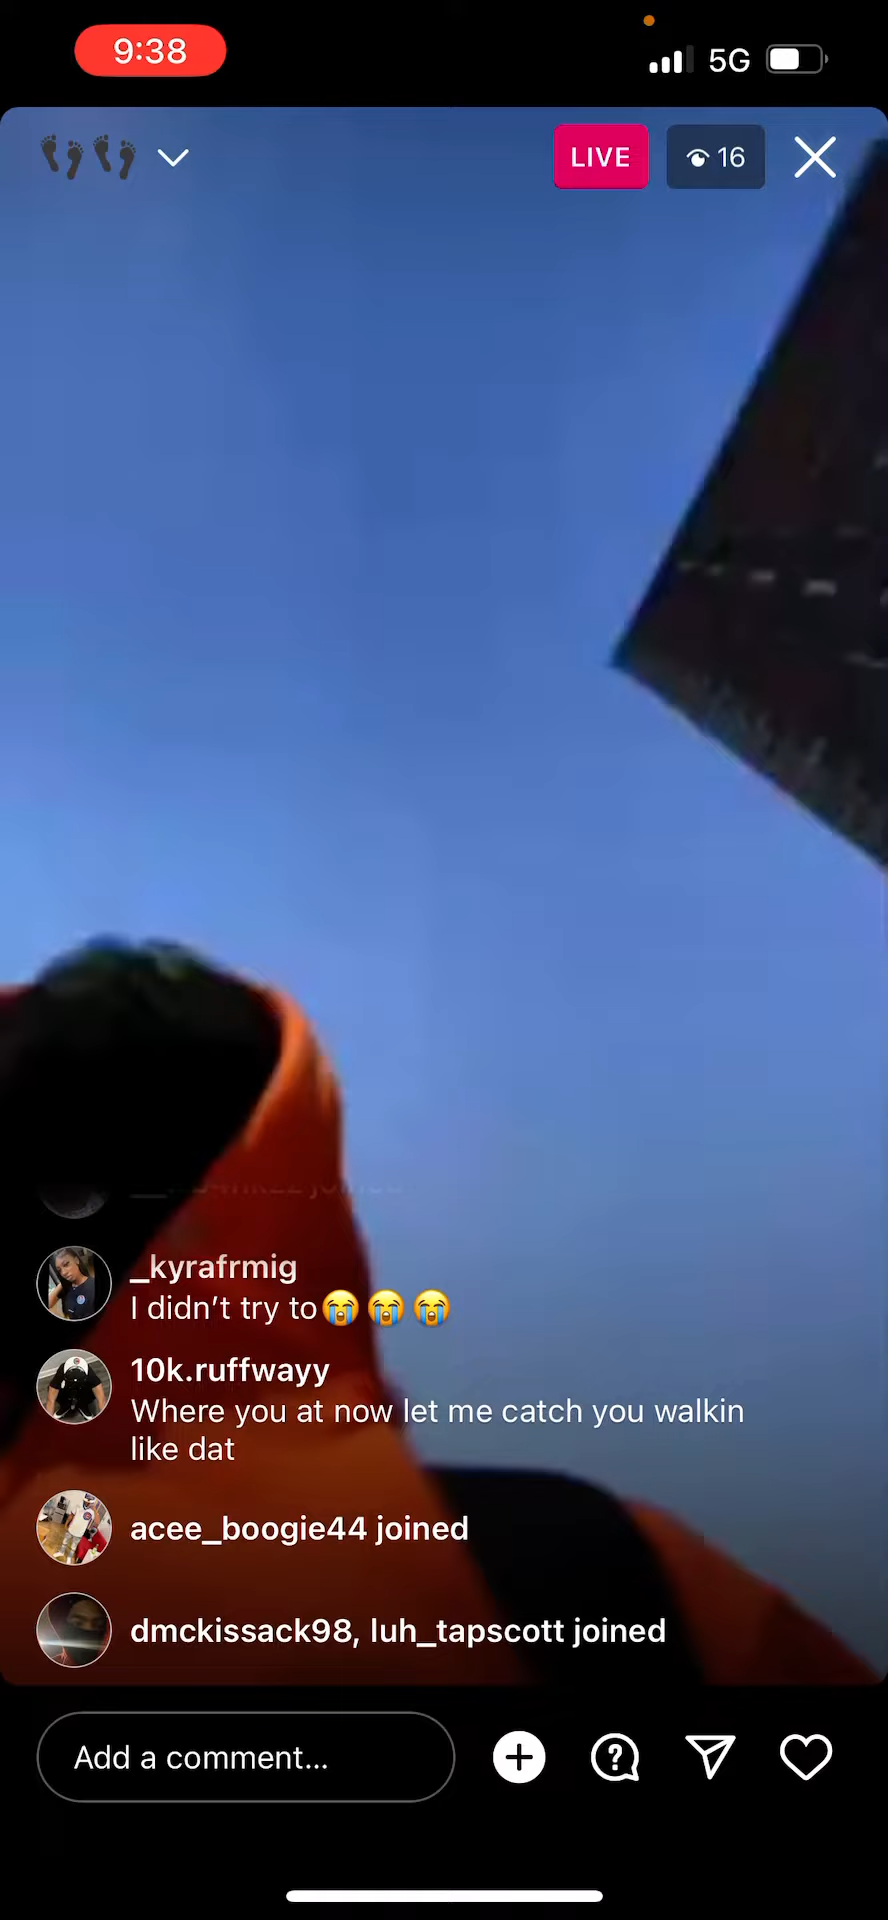 9:38
5G
👣👣
LIVE
16
_kyrafrmig
I didn't try to😭😭😭
10k.ruffwayy
Where you at now let me catch you walkin
like dat
acee_boogie44 joined
dmckissack98, luh_tapscott joined
Add a comment...